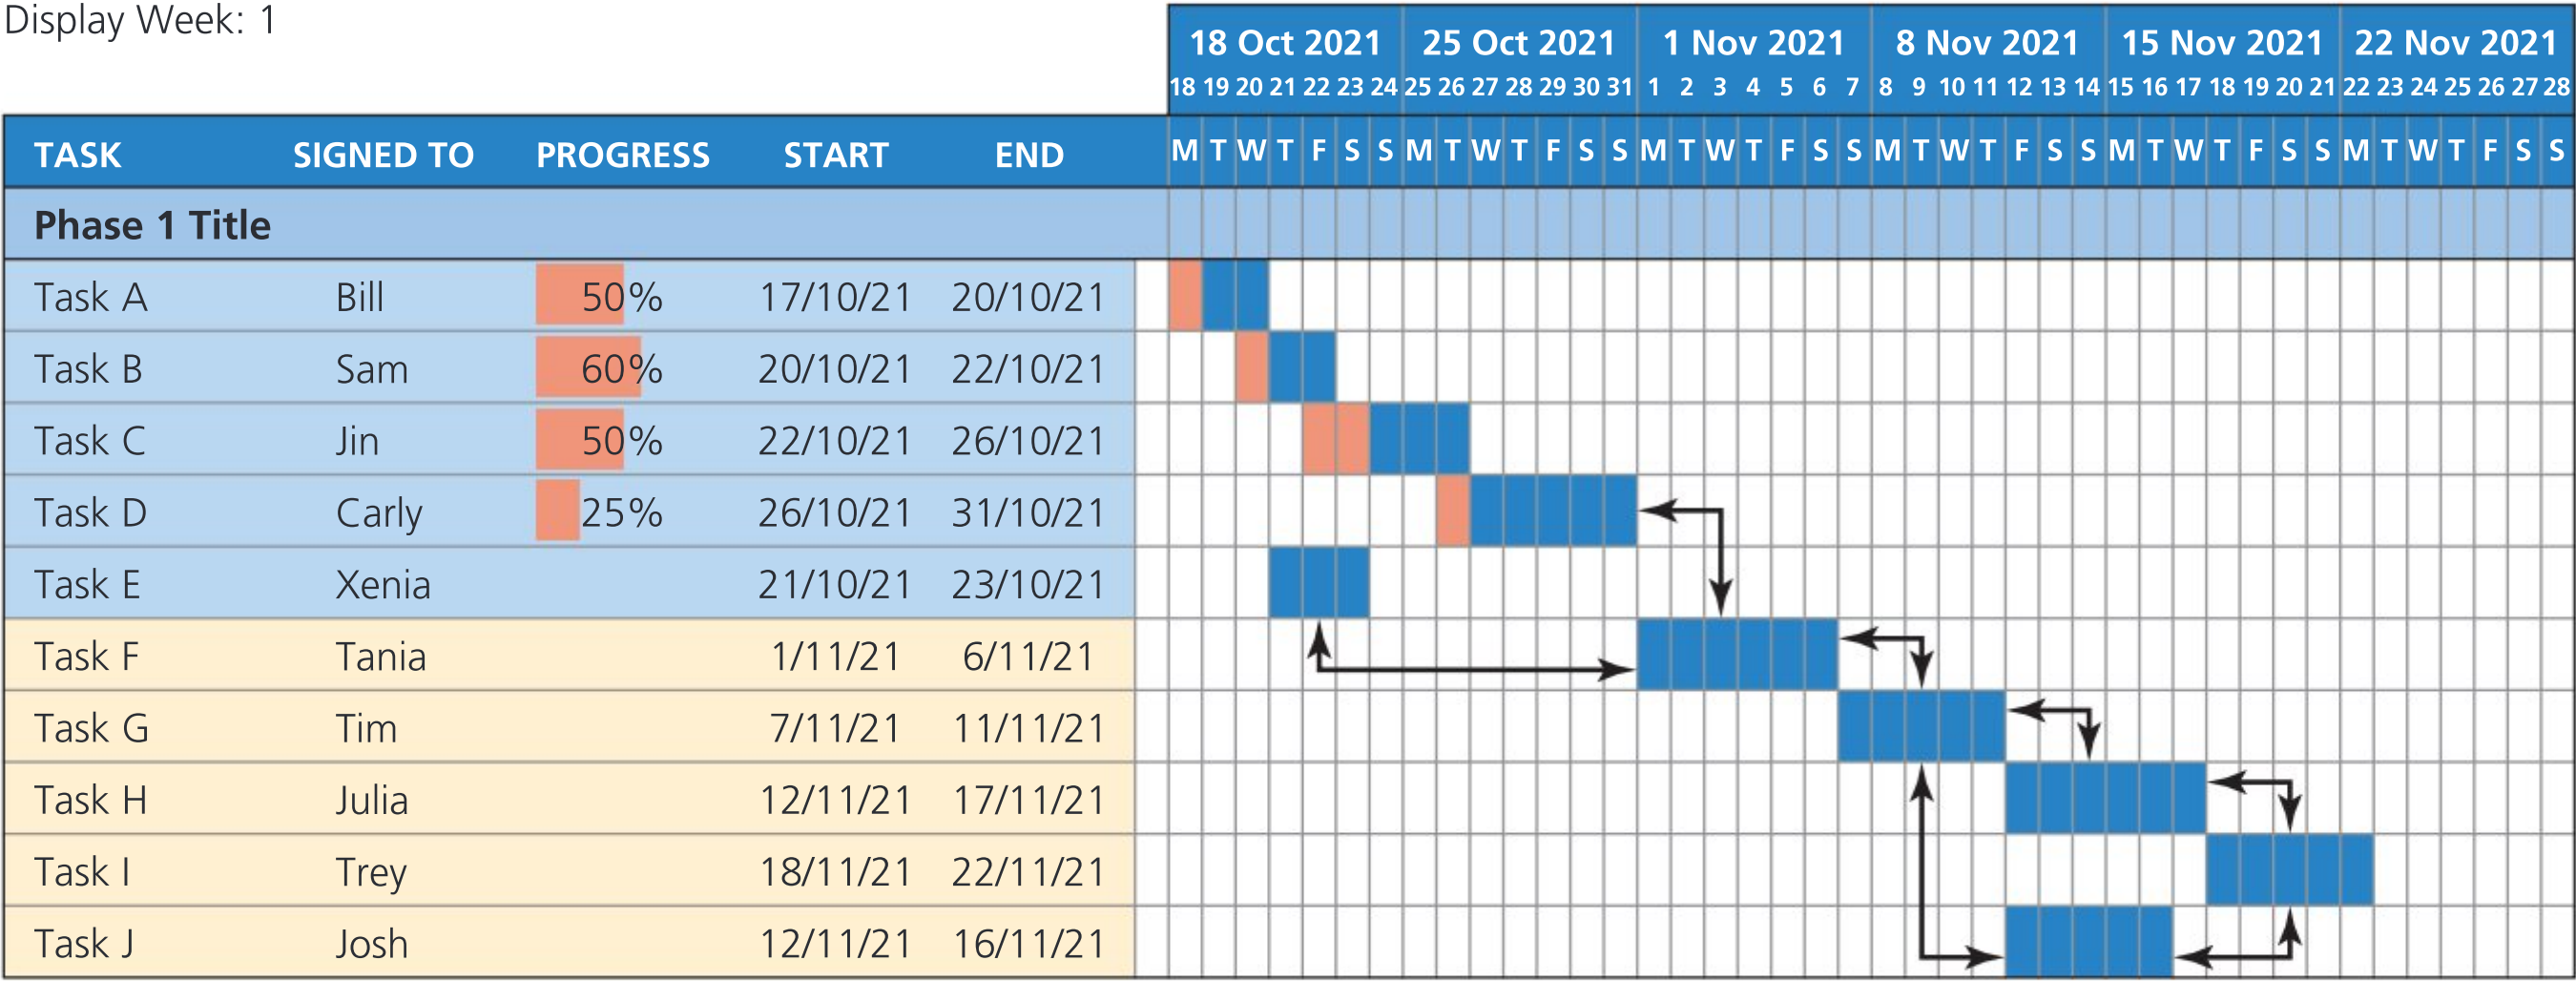 Display Week: 1
18 Oct 2021 25 Oct 2021 1 Nov 2021 8 Nov 2021 15 Nov 2021 22 Nov 2021
18 19 20 21 22 23 24 25 26 27 28 29 30 31 1 2 3 4 5 6 7 8 9 10 11 12 13 14 15 16 17 18 19 20 21 22 23 24 25 26 27 28
TASK SIGNED TO PROGRESS START END M T W T F S S M T W T F S S M T W T F S S M T W T F S S M T W T F S S M T W T F S S
Phase 1 Title
Task A Bill 50% 17/10/21 20/10/21
Task B Sam 60% 20/10/21 22/10/21
Task C Jin 50% 22/10/21 26/10/21
Task D Carly 25% 26/10/21 31/10/21
Task E Xenia 21/10/21 23/10/21
Task F Tania 1/11/21 6/11/21
Task G Tim 7/11/21 11/11/21
Task H Julia 12/11/21 17/11/21
Task I Trey 18/11/21 22/11/21
Task J Josh 12/11/21 16/11/21